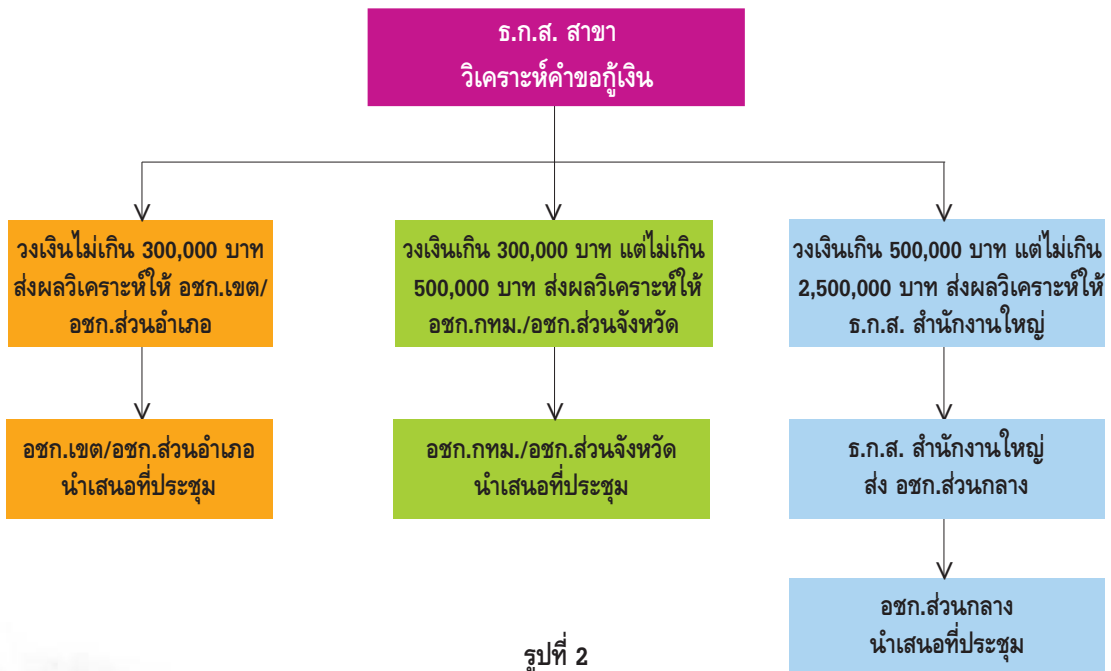 ธ.ก.ส. สาขา
วิเคราะห์คำขอกู้เงิน
วงเงินไม่เกิน 300,000 บาท
ส่งผลวิเคราะห์ให้ อชก.เขต/
อชก.ส่วนอำเภอ
วงเงินเกิน 300,000 บาท แต่ไม่เกิน
500,000 บาท ส่งผลวิเคราะห์ให้
อชก.กทม./อชก.ส่วนจังหวัด
วงเงินเกิน 500,000 บาท แต่ไม่เกิน
2,500,000 บาท ส่งผลวิเคราะห์ให้
ธ.ก.ส. สำนักงานใหญ่
อชก.เขต/อชก.ส่วนอำเภอ
นำเสนอที่ประชุม
อชก.กทม./อชก.ส่วนจังหวัด
นำเสนอที่ประชุม
ธ.ก.ส. สำนักงานใหญ่
ส่ง อชก.ส่วนกลาง
อชก.ส่วนกลาง
นำเสนอที่ประชุม
รูปที่ 2